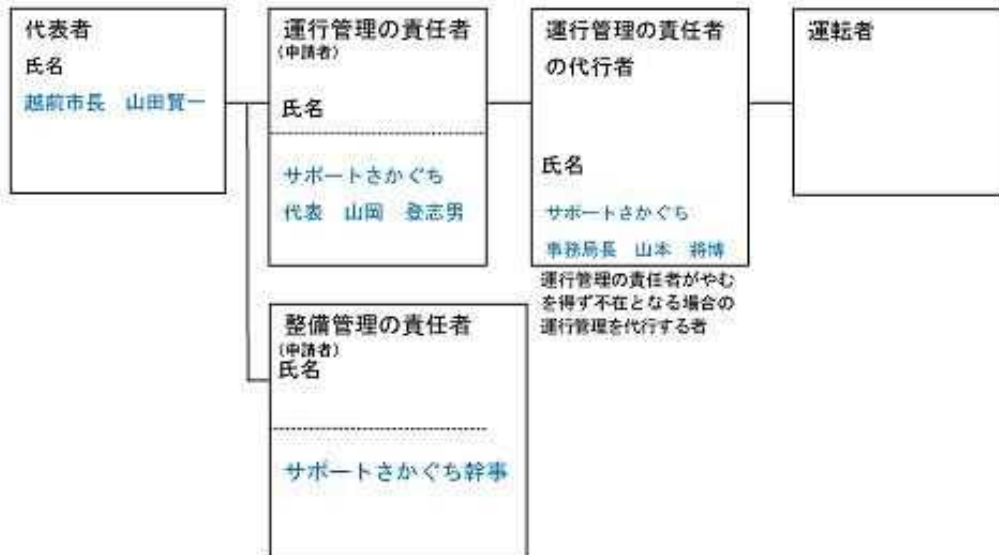 代表者
氏名
越前市長 山田賢一
運行管理の責任者
(申請者)
氏名
サポートさかぐち
代表 山岡 登志男
運行管理の責任者
の代行者
氏名
サポートさかぐち
事務局長 山本 将博
運行管理の責任者がやむ
を得ず不在となる場合の
運行管理を代行する者
運転者
整備管理の責任者
(申請者)
氏名
サポートさかぐち幹事